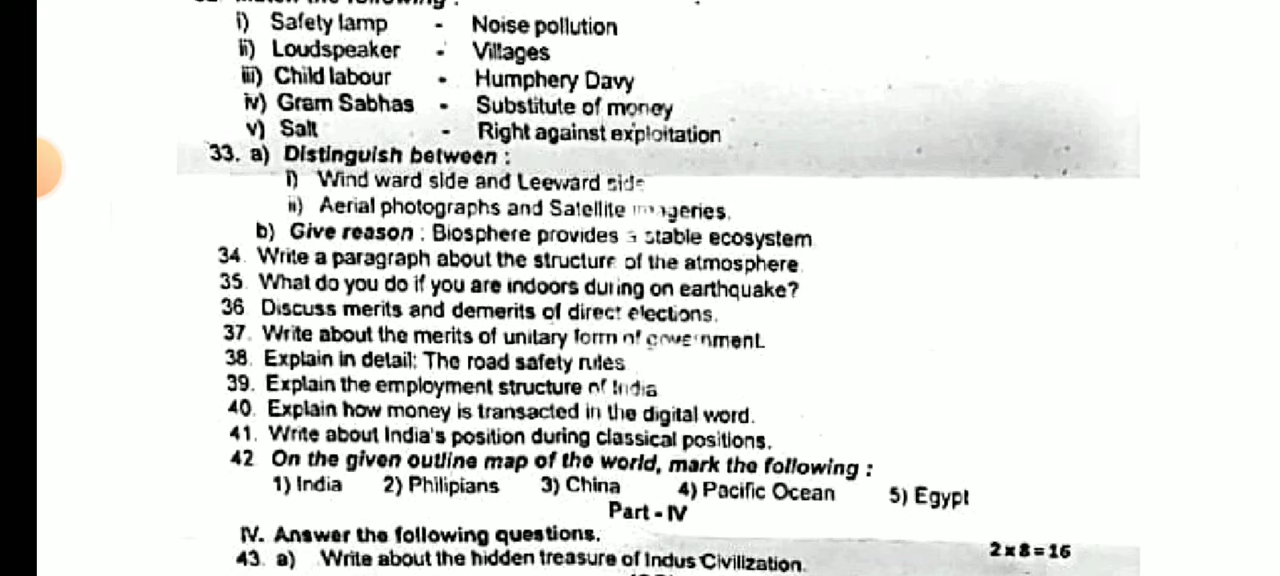 32. Match the following :
i) Safety lamp - Noise pollution
ii) Loudspeaker - Villages
iii) Child labour - Humphery Davy
iv) Gram Sabhas - Substitute of money
v) Salt - Right against exploitation
33. a) Distinguish between :
i) Wind ward side and Leeward side
ii) Aerial photographs and Satellite imageries.
b) Give reason : Biosphere provides a stable ecosystem
34. Write a paragraph about the structure of the atmosphere.
35. What do you do if you are indoors during on earthquake?
36. Discuss merits and demerits of direct elections.
37. Write about the merits of unitary form of government.
38. Explain in detail: The road safety rules
39. Explain the employment structure of India
40. Explain how money is transacted in the digital word.
41. Write about India's position during classical positions.
42 On the given outline map of the world, mark the following :
1) India 2) Philipians 3) China 4) Pacific Ocean 5) Egypt
Part - IV
IV. Answer the following questions. 2x8=16
43. a) Write about the hidden treasure of Indus Civilization.